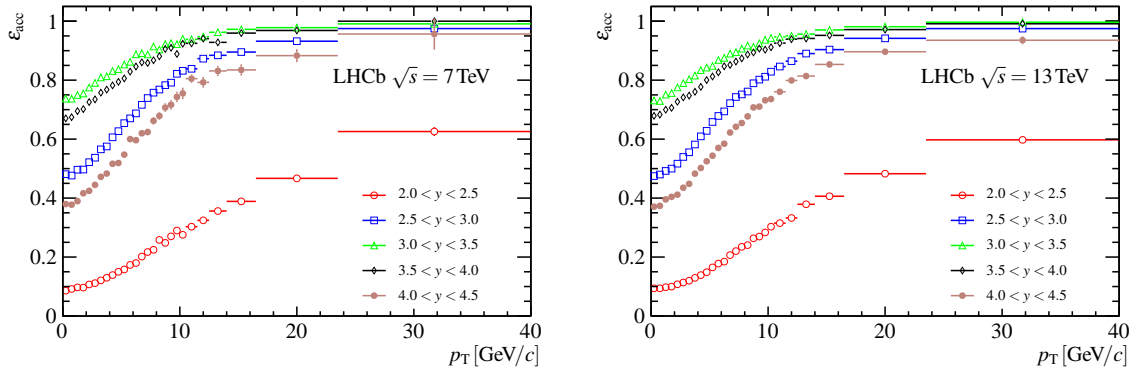 ε_acc
1
0.8
0.6
0.4
0.2
0
LHCb √s = 7 TeV
2.0 < y < 2.5
2.5 < y < 3.0
3.0 < y < 3.5
3.5 < y < 4.0
4.0 < y < 4.5
0 10 20 30 40
p_T [GeV/c]
ε_acc
1
0.8
0.6
0.4
0.2
0
LHCb √s = 13 TeV
2.0 < y < 2.5
2.5 < y < 3.0
3.0 < y < 3.5
3.5 < y < 4.0
4.0 < y < 4.5
0 10 20 30 40
p_T [GeV/c]